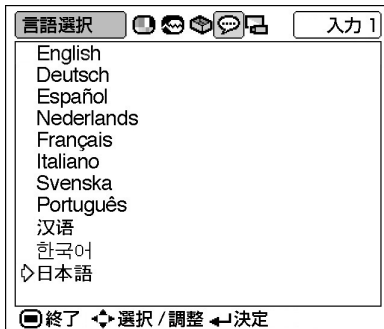 言語選択 入力 1
English
Deutsch
Español
Nederlands
Français
Italiano
Svenska
Português
汉语
한국어
日本語
終了 選択 / 調整 決定